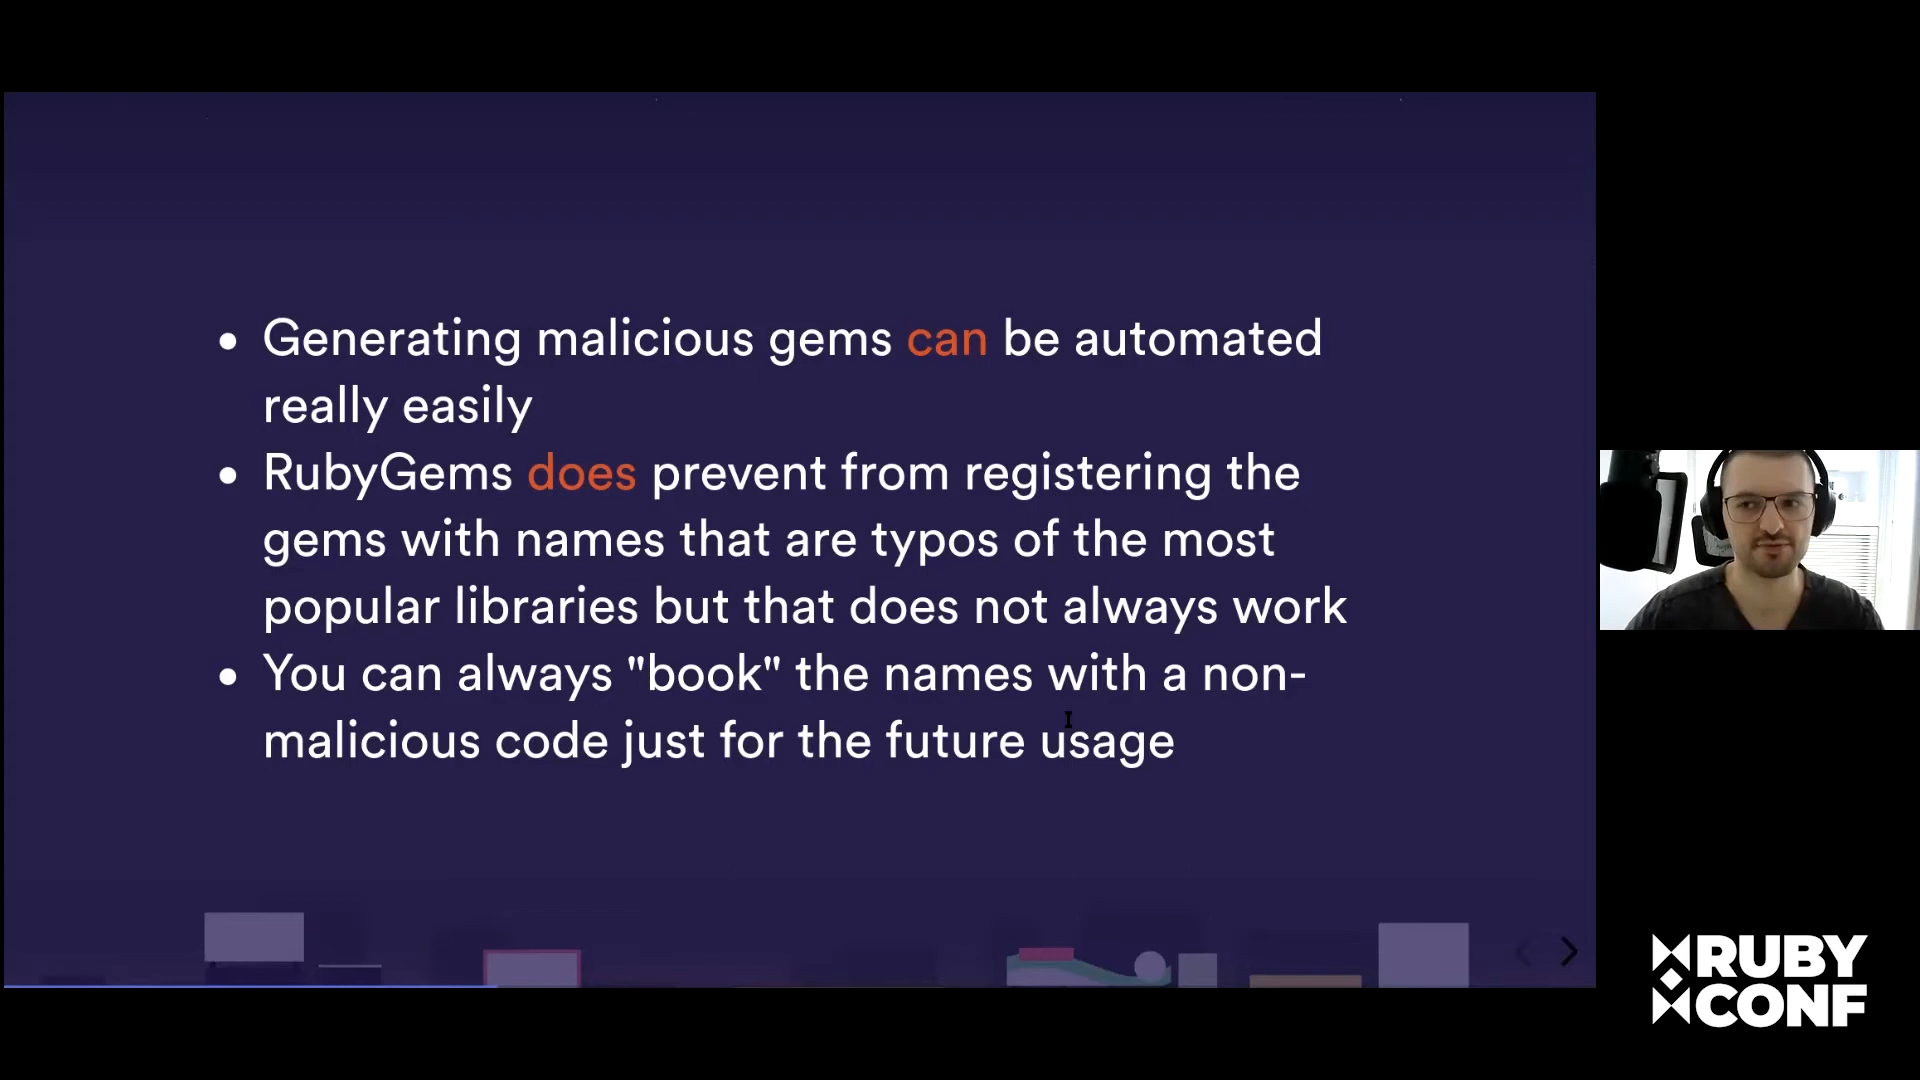 • Generating malicious gems can be automated
really easily
• RubyGems does prevent from registering the
gems with names that are typos of the most
popular libraries but that does not always work
• You can always "book" the names with a non-
malicious code just for the future usage
RUBY
CONF